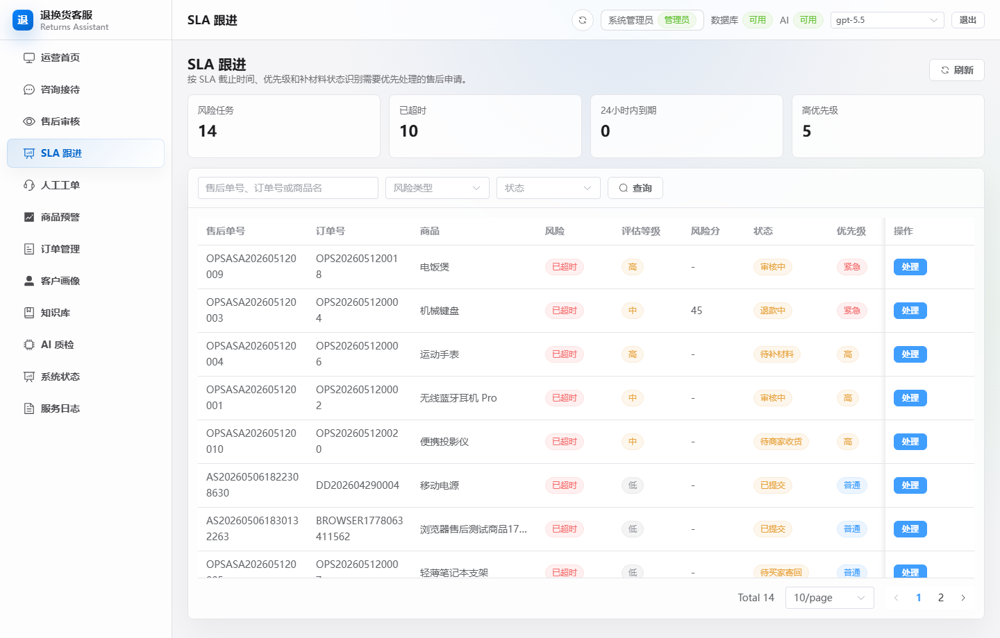 退
退换货客服
Returns Assistant
运营首页
咨询接待
售后审核
SLA 跟进
人工工单
商品预警
订单管理
客户画像
知识库
AI 质检
系统状态
服务日志
SLA 跟进
系统管理员 管理员 数据库 可用 AI 可用 gpt-5.5 退出
SLA 跟进
按 SLA 截止时间、优先级和补材料状态识别需要优先处理的售后申请。
刷新
风险任务
14
已超时
10
24小时内到期
0
高优先级
5
售后单号、订单号或商品名 风险类型 状态 查询
售后单号 订单号 商品 风险 评估等级 风险分 状态 优先级 操作
OPSASA202605120009 OPS202605120018 电饭煲 已超时 高 - 审核中 紧急 处理
OPSASA202605120003 OPS202605120004 机械键盘 已超时 中 45 退款中 紧急 处理
OPSASA202605120004 OPS202605120006 运动手表 已超时 高 - 待补材料 高 处理
OPSASA202605120001 OPS202605120002 无线蓝牙耳机 Pro 已超时 中 - 审核中 高 处理
OPSASA202605120010 OPS202605120020 便携投影仪 已超时 中 - 待商家收货 高 处理
AS202605061822308630 DD202604290004 移动电源 已超时 低 - 已提交 普通 处理
AS202605061830132263 BROWSER1778063411562 浏览器售后测试商品17... 已超时 低 - 已提交 普通 处理
OPSASA202605120 OPS20260512000 轻薄笔记本支架 已超时 低 - 待买家寄回 普通 处理
Total 14 10/page 1 2